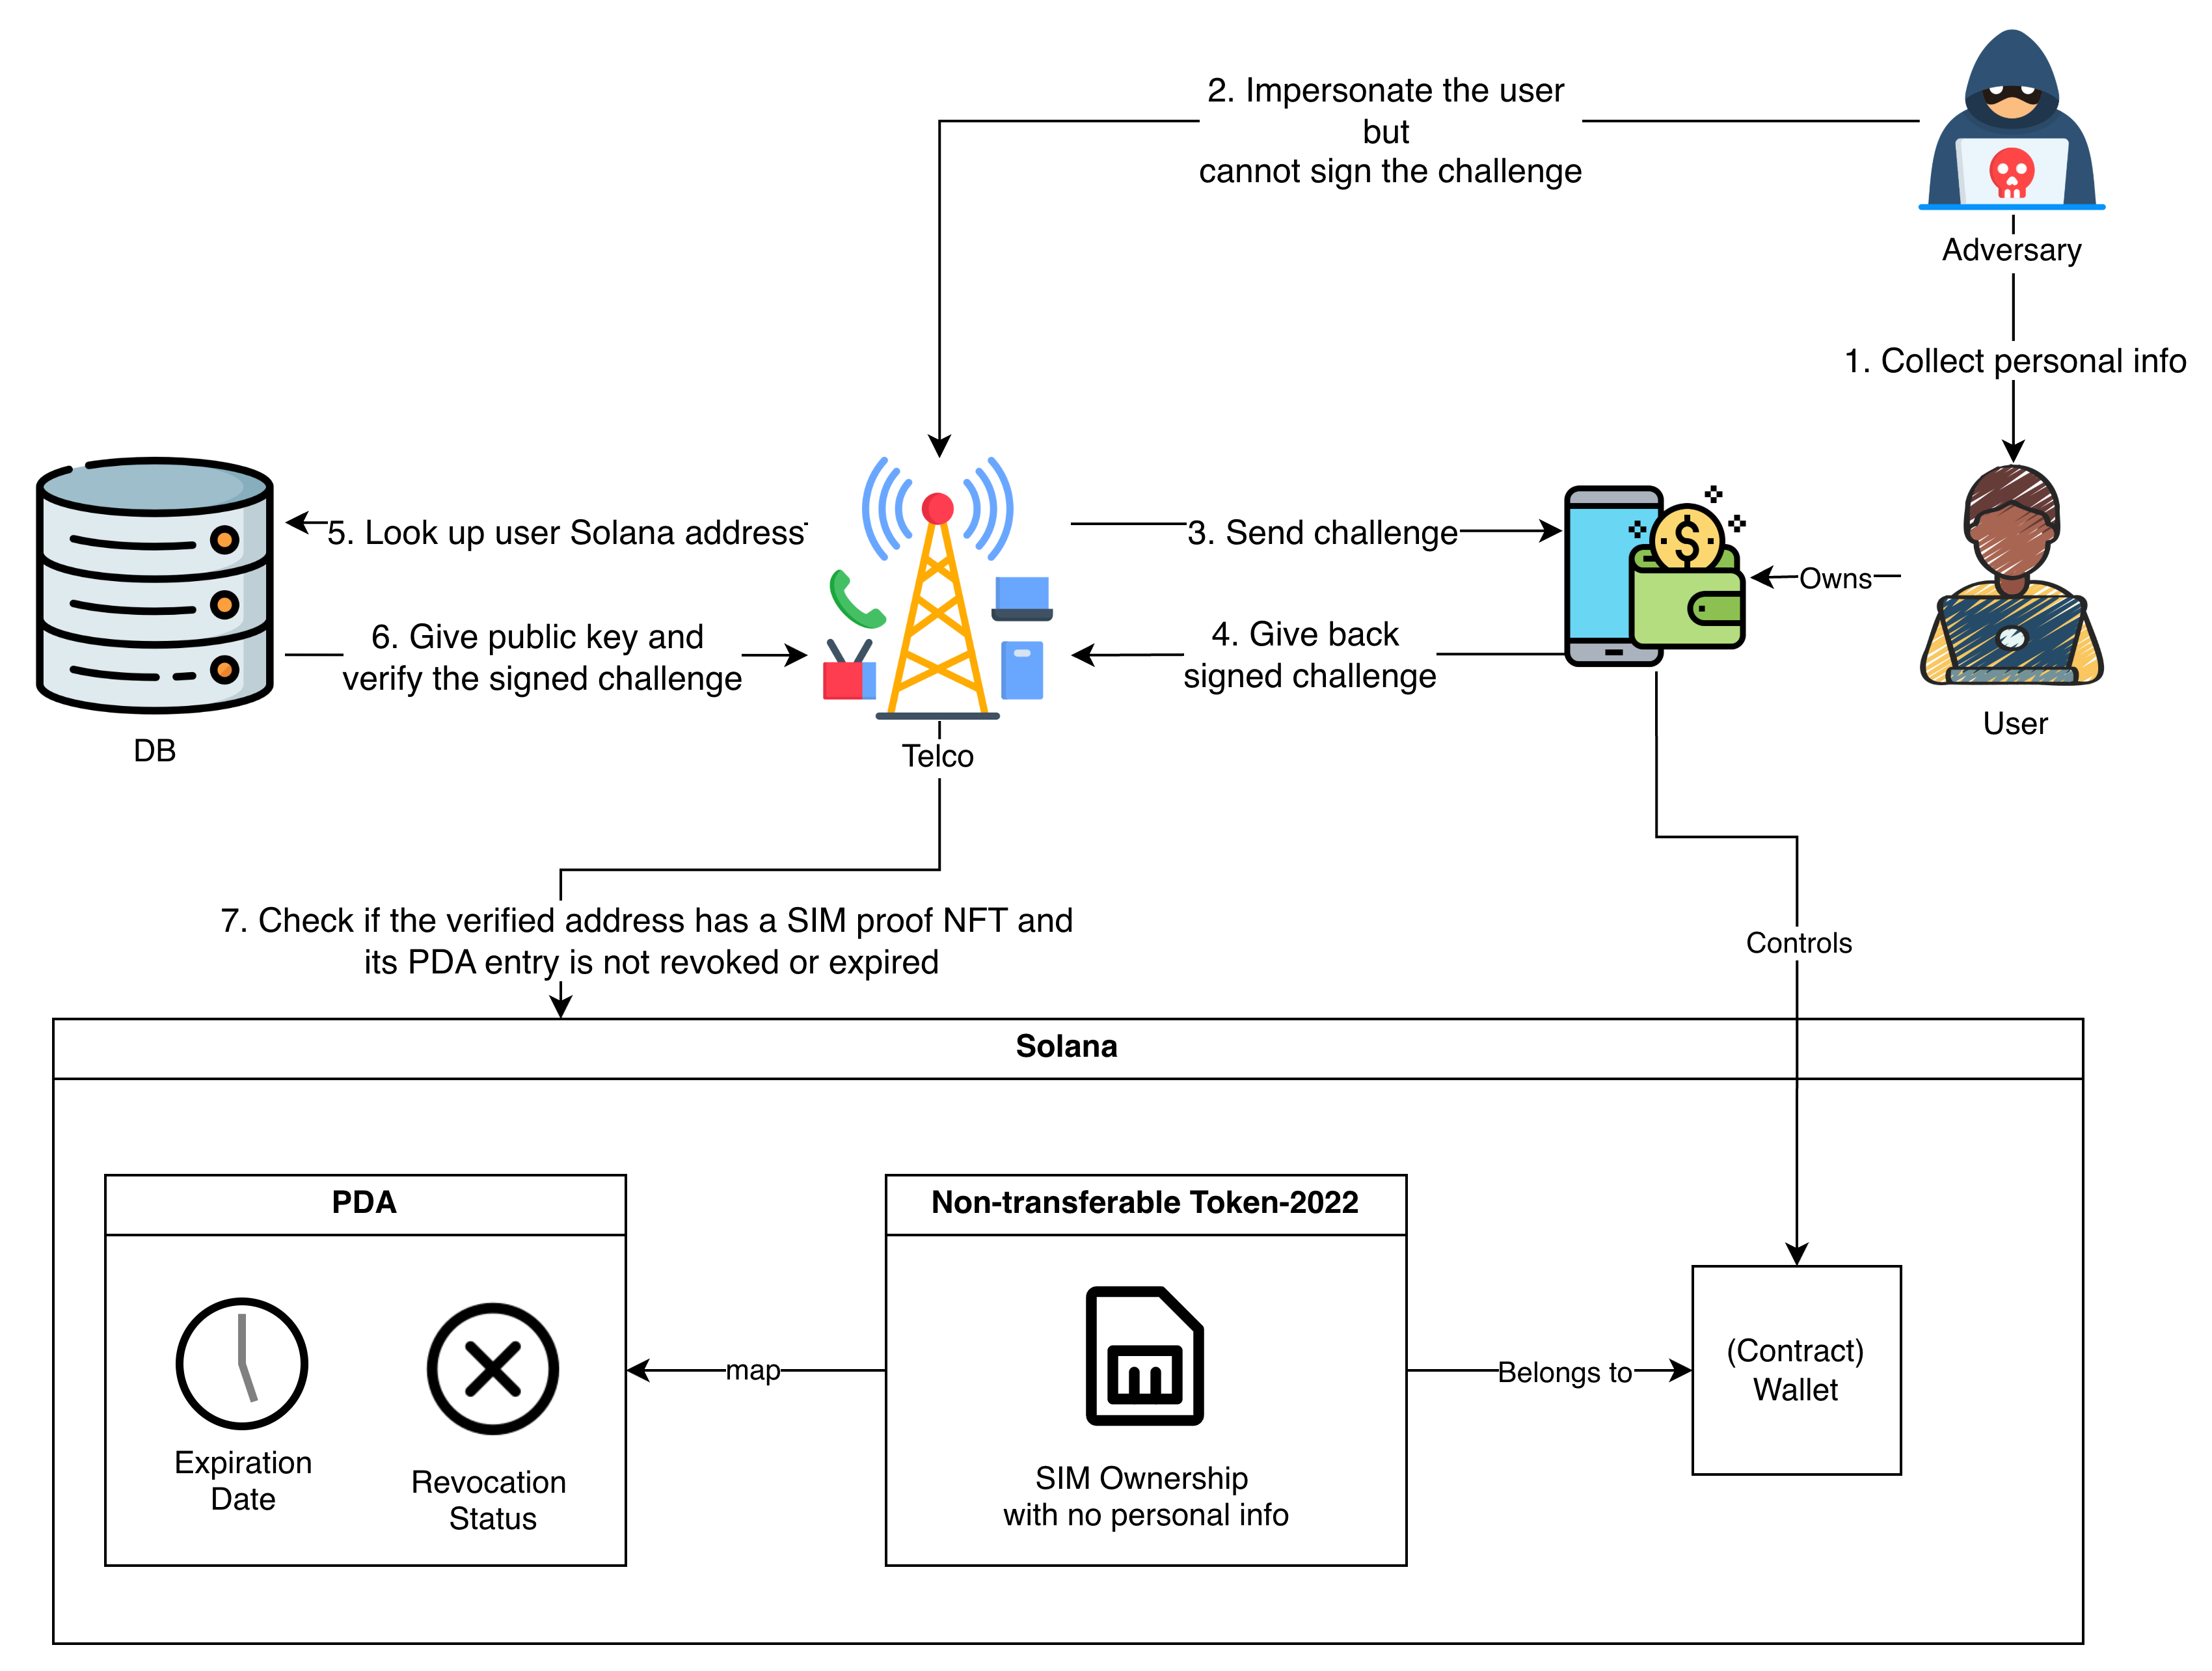 2. Impersonate the user
but
cannot sign the challenge
Adversary
1. Collect personal info
5. Look up user Solana address
3. Send challenge
Owns
6. Give public key and
verify the signed challenge
4. Give back
signed challenge
User
DB
Telco
7. Check if the verified address has a SIM proof NFT and
its PDA entry is not revoked or expired
Controls
Solana
PDA
Non-transferable Token-2022
(Contract)
Wallet
map
Belongs to
Expiration
Date
Revocation
Status
SIM Ownership
with no personal info